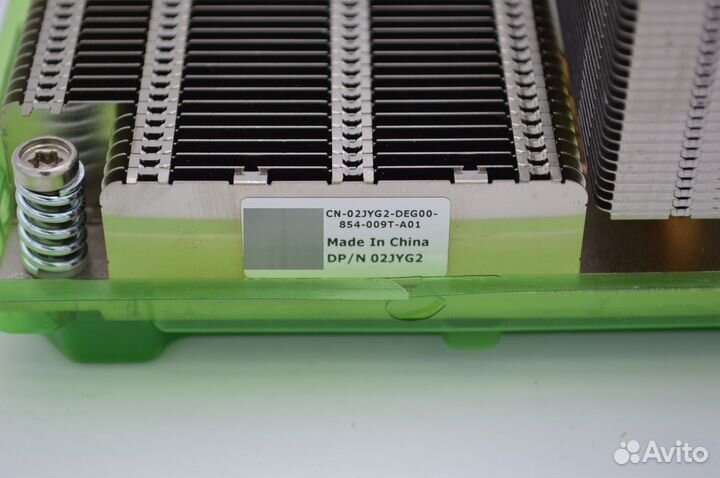 CN-02JYG2-DEG00-
854-009T-A01
Made In China
DP/N 02JYG2
Avito